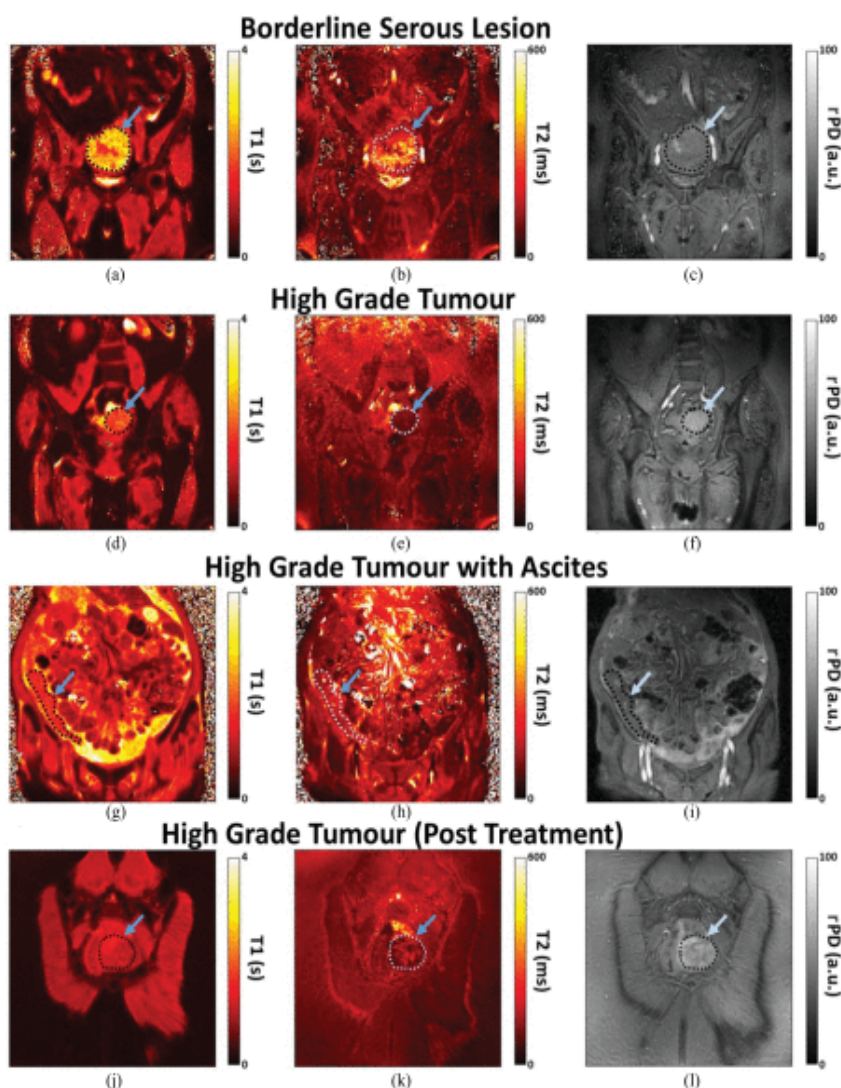 Borderline Serous Lesion
4
T1 (s)
0
600
T2 (ms)
0
100
rPD (a.u.)
0
(a)
(b)
(c)
High Grade Tumour
4
T1 (s)
0
600
T2 (ms)
0
100
rPD (a.u.)
0
(d)
(e)
(f)
High Grade Tumour with Ascites
4
T1 (s)
0
600
T2 (ms)
0
100
rPD (a.u.)
0
(g)
(h)
(i)
High Grade Tumour (Post Treatment)
4
T1 (s)
0
600
T2 (ms)
0
100
rPD (a.u.)
0
(j)
(k)
(l)